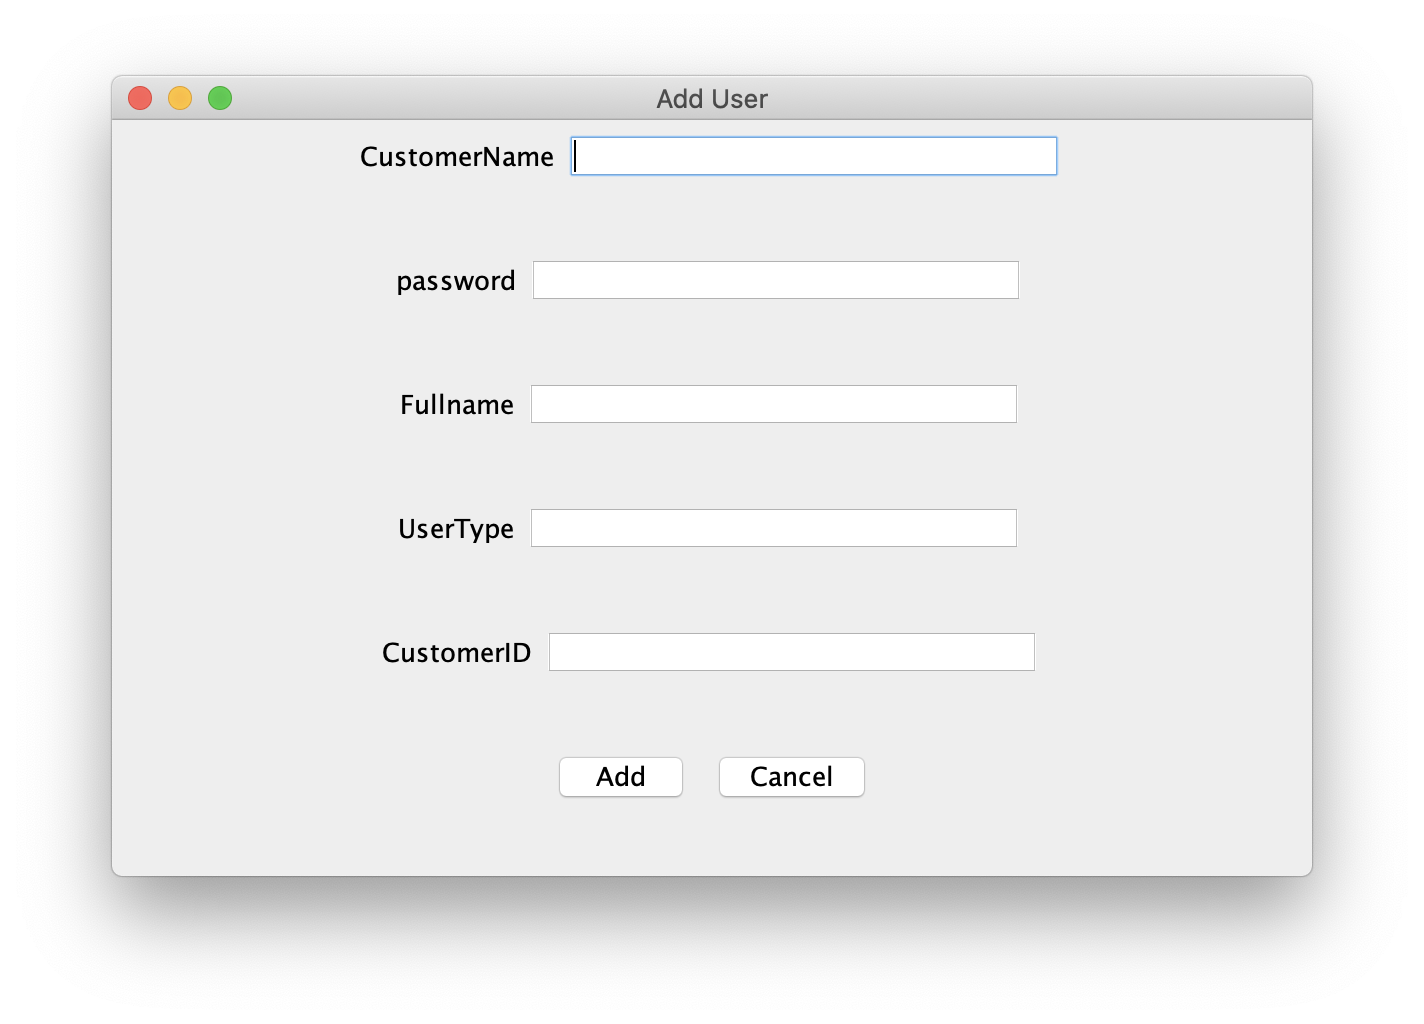 Add User
CustomerName
password
Fullname
UserType
CustomerID
Add Cancel